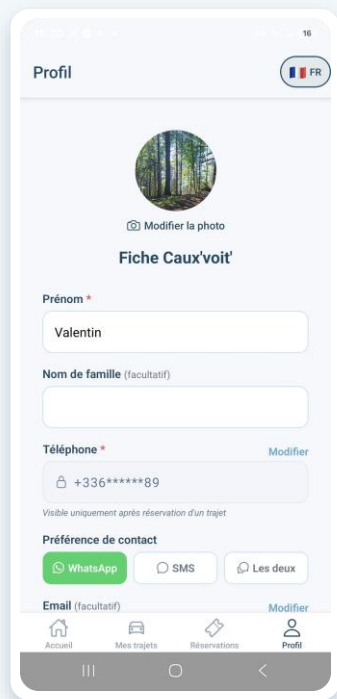 16
Profil
FR
Modifier la photo
Fiche Caux'voit'
Prénom *
Valentin
Nom de famille (facultatif)
Téléphone * Modifier
+336******89
Visible uniquement après réservation d'un trajet
Préférence de contact
WhatsApp SMS Les deux
Email (facultatif) Modifier
Accueil Mes trajets Réservations Profil